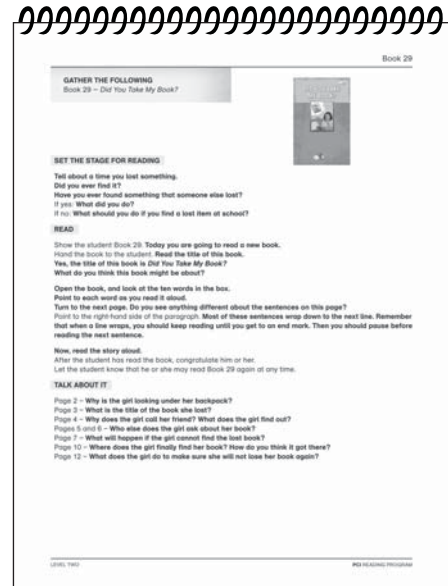 Book 29
GATHER THE FOLLOWING
Book 29 – Did You Take My Book?
SET THE STAGE FOR READING
Tell about a time you lost something.
Did you ever find it?
Have you ever found something that someone else lost?
If yes: What did you do?
If no: What should you do if you find a lost item at school?
READ
Show the student Book 29. Today you are going to read a new book.
Hand the book to the student. Read the title of this book.
Yes, the title of this book is Did You Take My Book?
What do you think this book might be about?
Open the book, and look at the ten words in the box.
Point to each word as you read it aloud.
Turn to the next page. Do you see anything different about the sentences on this page?
Point to the right-hand side of the paragraph. Most of these sentences wrap down to the next line. Remember
that when a line wraps, you should keep reading until you get to an end mark. Then you should pause before
reading the next sentence.
Now, read the story aloud.
After the student has read the book, congratulate him or her.
Let the student know that he or she may read Book 29 again at any time.
TALK ABOUT IT
Page 2 – Why is the girl looking under her backpack?
Page 3 – What is the title of the book she lost?
Page 4 – Why does the girl call her friend? What does the girl find out?
Pages 5 and 6 – Who else does the girl ask about her book?
Page 7 – What will happen if the girl cannot find the lost book?
Page 10 – Where does the girl finally find her book? How do you think it got there?
Page 12 – What does the girl do to make sure she will not lose her book again?
LEVEL TWO
PCI READING PROGRAM